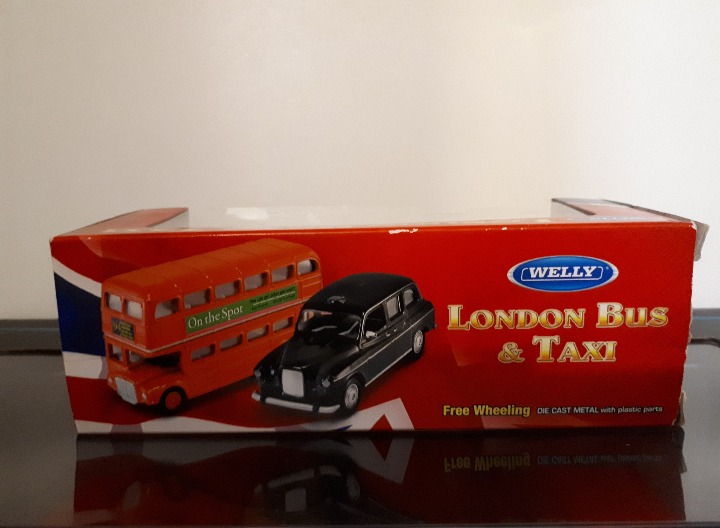 WELLY
LONDON BUS
& TAXI
On the Spot
Free Wheeling DIE CAST METAL with plastic parts